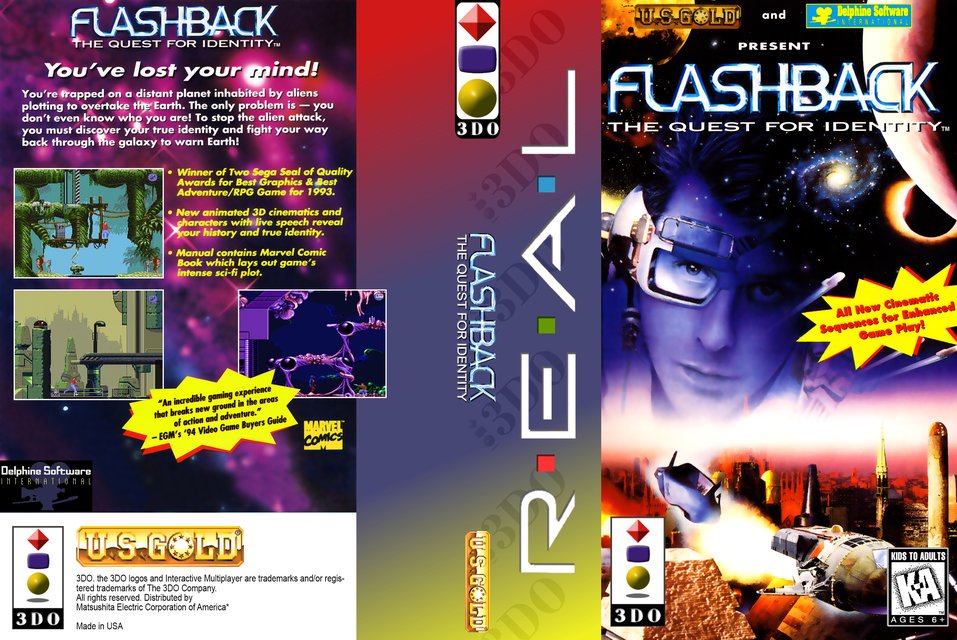 FLASHBACK
THE QUEST FOR IDENTITY™
You've lost your mind!
You're trapped on a distant planet inhabited by aliens
plotting to overtake the Earth. The only problem is — you
don't even know who you are! To stop the alien attack,
you must discover your true identity and fight your way
back through the galaxy to warn Earth!
• Winner of Two Sega Seal of Quality
Awards for Best Graphics & Best
Adventure/RPG Game for 1993.
• New animated 3D cinematics and
characters with live speech reveal
your history and true identity.
• Manual contains Marvel Comic
Book which lays out game's
intense sci-fi plot.
"An incredible gaming experience
that breaks new ground in the areas
of action and adventure."
— EGM's '94 Video Game Buyers Guide
MARVEL
COMICS
Delphine Software
INTERNATIONAL
3DO
U.S. GOLD
3DO, the 3DO logos and Interactive Multiplayer are trademarks and/or regis-
tered trademarks of The 3DO Company.
All rights reserved. Distributed by
Matsushita Electric Corporation of America*
Made in USA
3DO
FLASHBACK
THE QUEST FOR IDENTITY
REAL
U.S. GOLD
3DO
3DO
3DO
3DO
3DO
U.S. GOLD and Delphine Software
INTERNATIONAL
PRESENT
FLASHBACK
THE QUEST FOR IDENTITY™
All New Cinematic
Sequences for Enhanced
Game Play!
3DO
KIDS TO ADULTS
K-A
AGES 6+